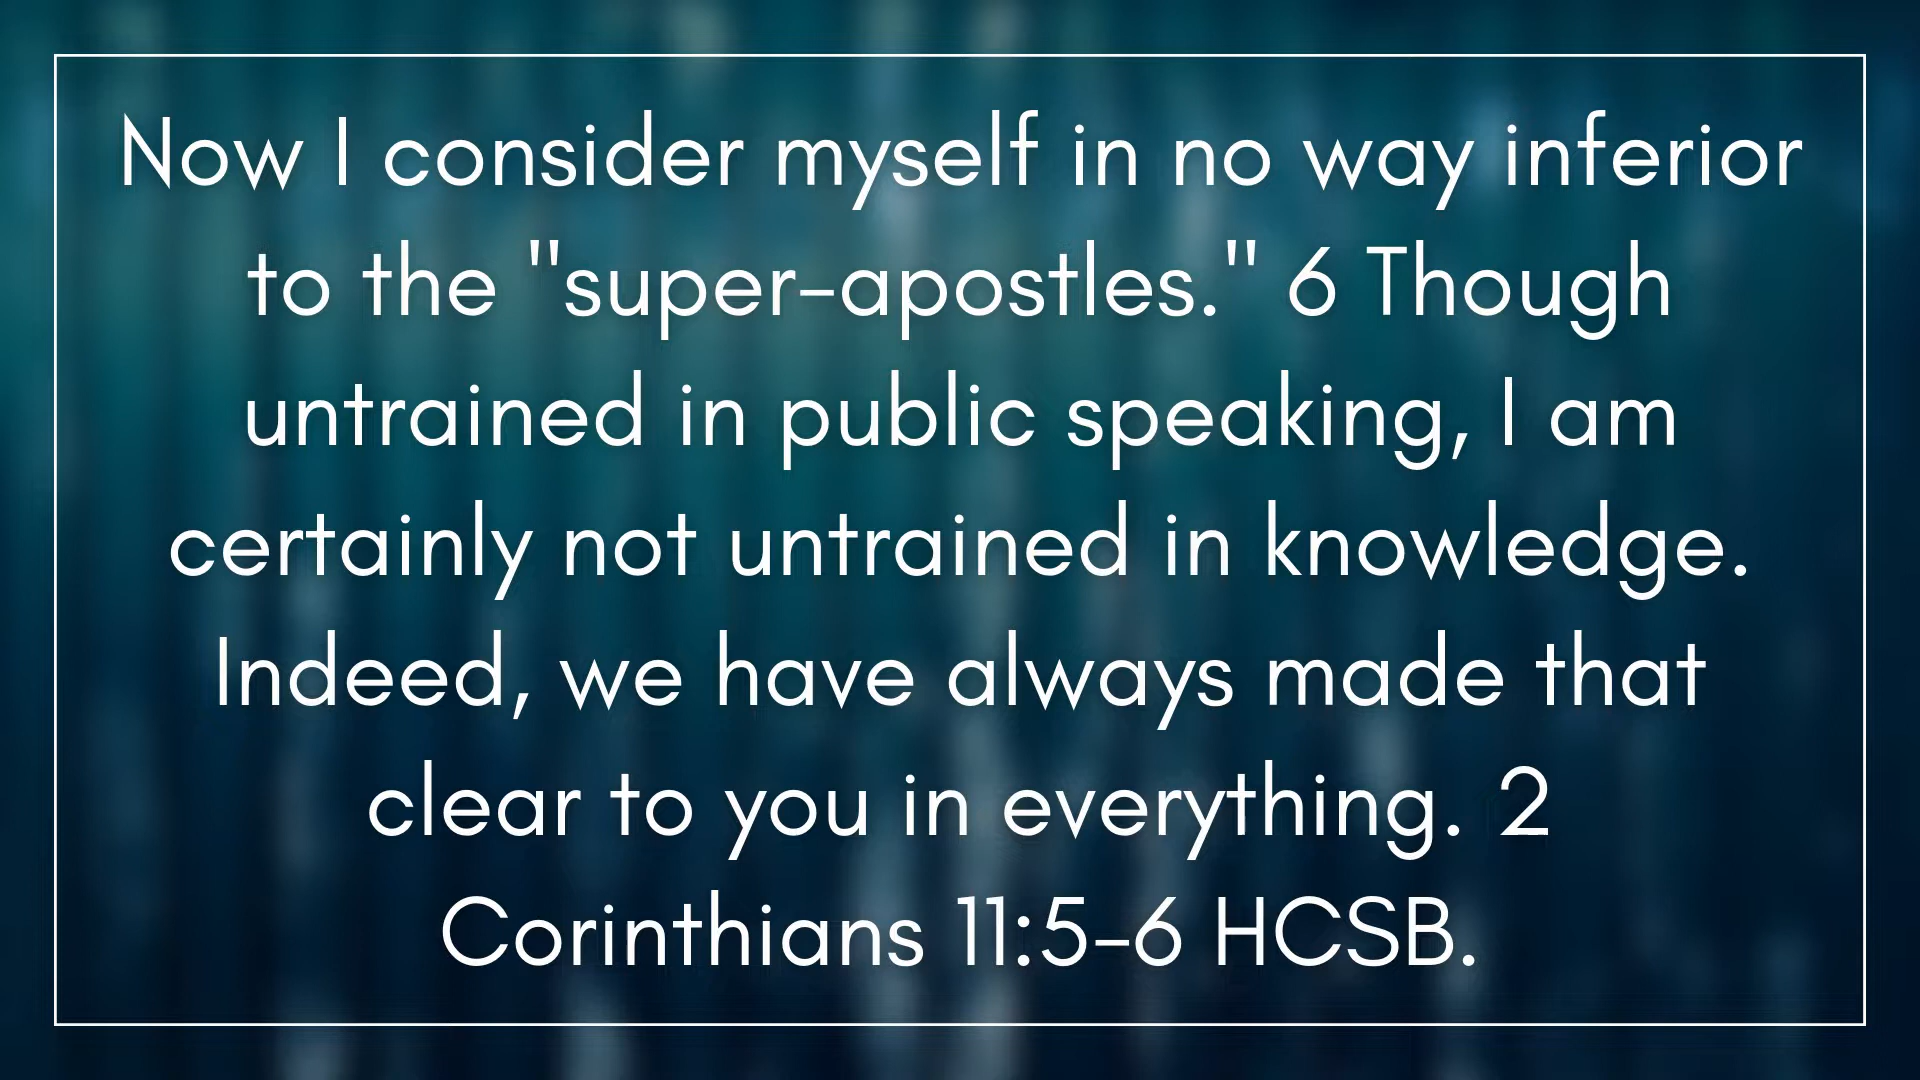 Now I consider myself in no way inferior
to the "super-apostles." 6 Though
untrained in public speaking, I am
certainly not untrained in knowledge.
Indeed, we have always made that
clear to you in everything. 2
Corinthians 11:5-6 HCSB.